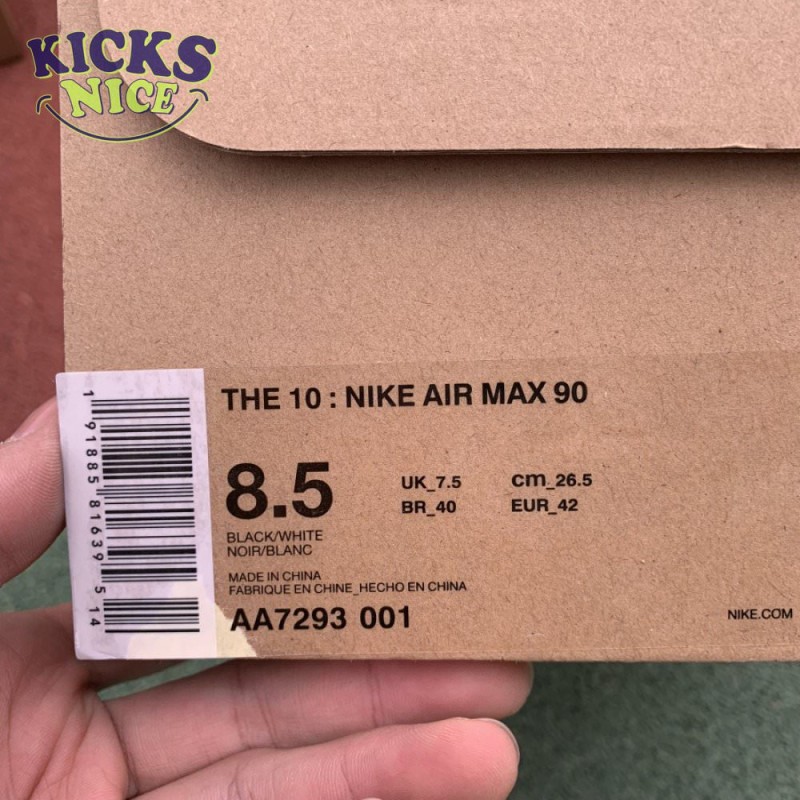 KICKS
NICE
THE 10 : NIKE AIR MAX 90
8.5
UK_7.5
cm_26.5
BR_40
EUR_42
BLACK/WHITE
NOIR/BLANC
MADE IN CHINA
FABRIQUE EN CHINE_HECHO EN CHINA
AA7293 001
NIKE.COM
1 91885 81639 5 14